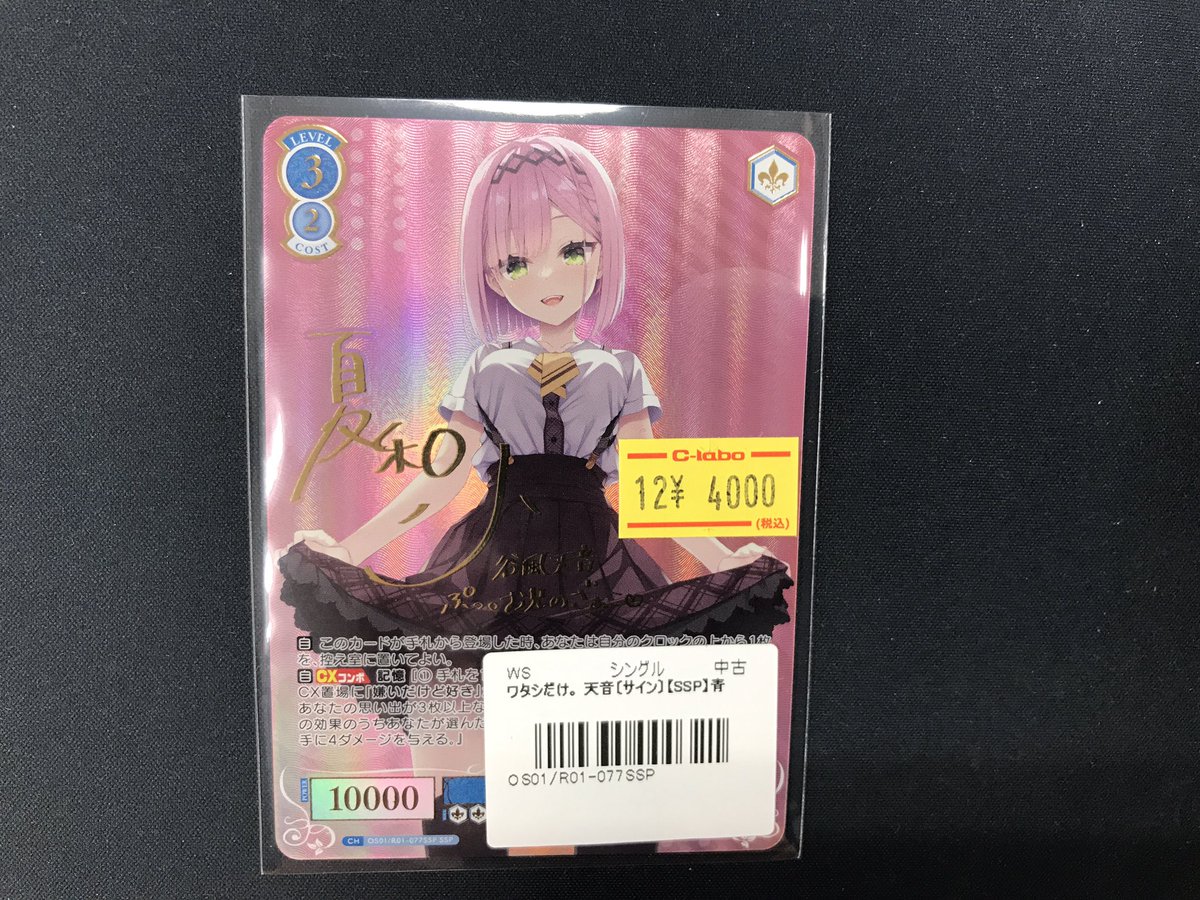 LEVEL
3
2
COST
夏和
C-labo
12¥ 4000
(税込)
谷風天音
自 このカードが手札から登場した時、あなたは自分のクロックの上から1枚
を、控え室に置いてよい。
自 CXコンボ 記憶 [① 手札を
CX置場に「嫌いだけど好き」
あなたの思い出が3枚以上な
の効果のうちあなたが選んだ
手に4ダメージを与える。』
WS シングル 中古
ワタシだけ。天音〔サイン〕【SSP】青
OS01/R01-077SSP
POWER
10000
CH OS01/R01-077SSP SSP